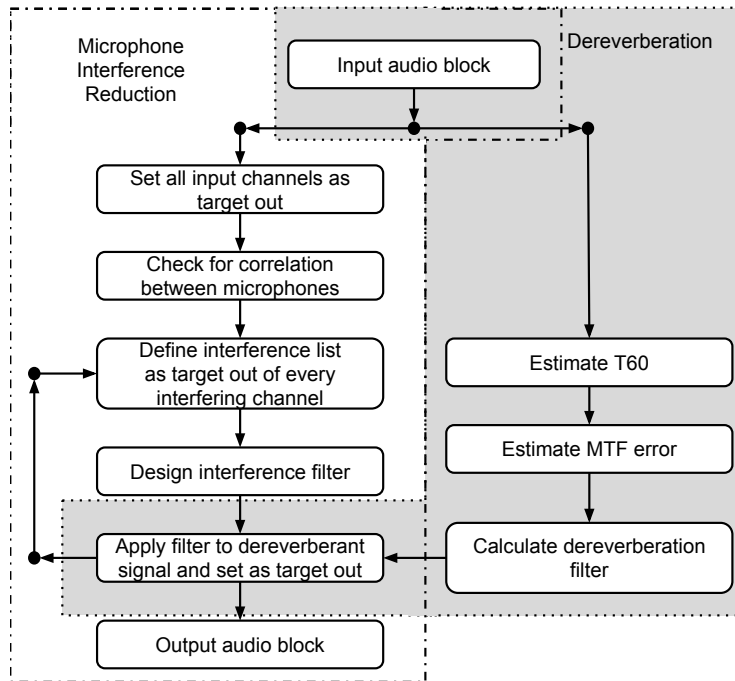 Microphone
Interference
Reduction
Dereverberation
Input audio block
Set all input channels as
target out
Check for correlation
between microphones
Define interference list
as target out of every
interfering channel
Design interference filter
Apply filter to dereverberant
signal and set as target out
Output audio block
Estimate T60
Estimate MTF error
Calculate dereverberation
filter